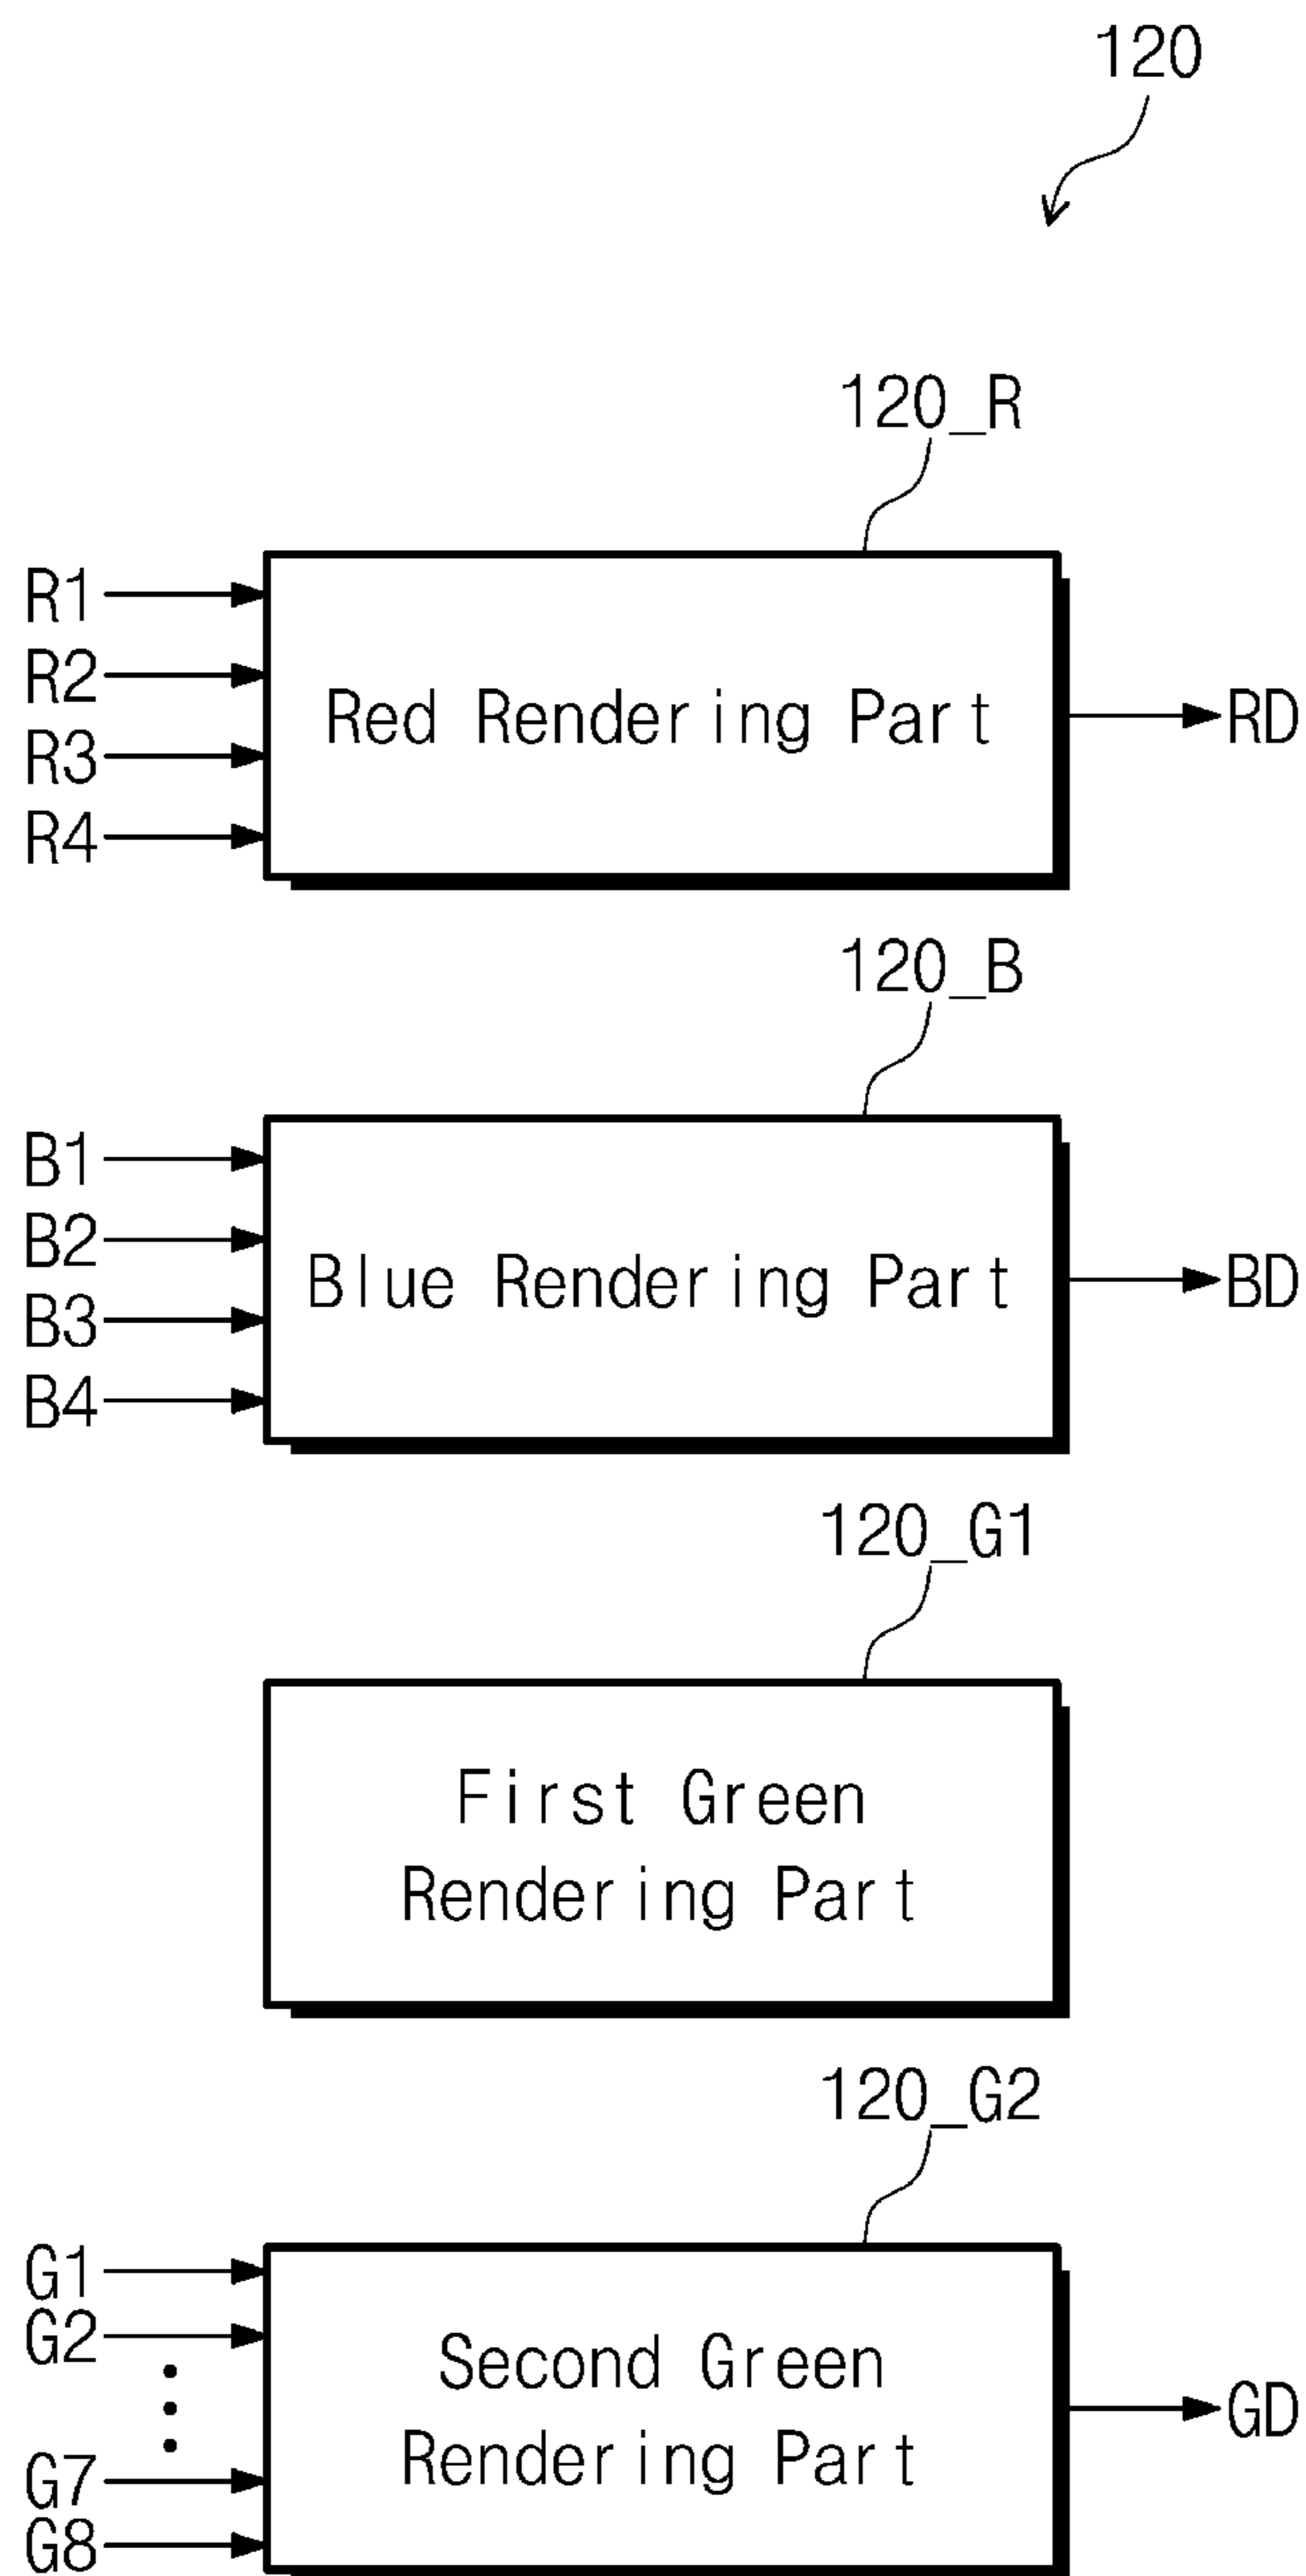 120
120_R
R1
R2
R3
R4
Red Rendering Part
RD
120_B
B1
B2
B3
B4
Blue Rendering Part
BD
120_G1
First Green
Rendering Part
120_G2
G1
G2
G7
G8
Second Green
Rendering Part
GD